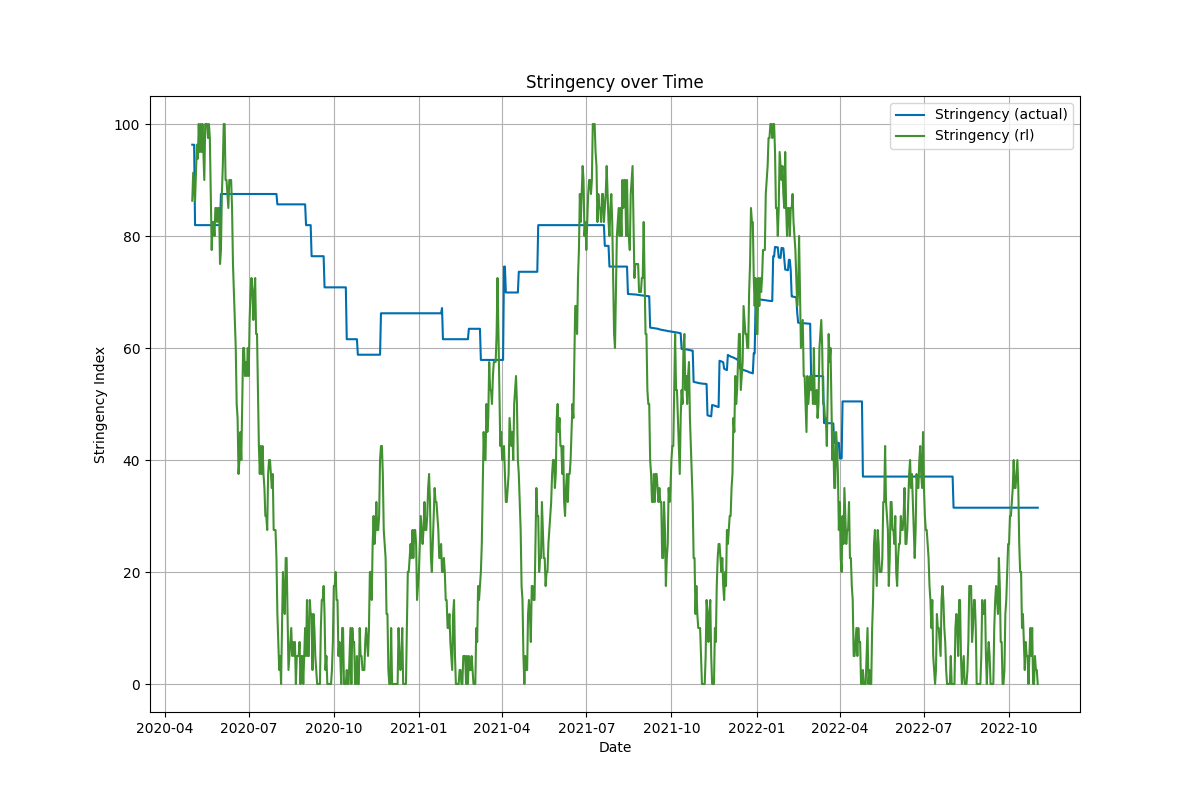 Stringency over Time
Stringency (actual)
Stringency (rl)
Stringency Index
100
80
60
40
20
0
2020-04 2020-07 2020-10 2021-01 2021-04 2021-07 2021-10 2022-01 2022-04 2022-07 2022-10
Date